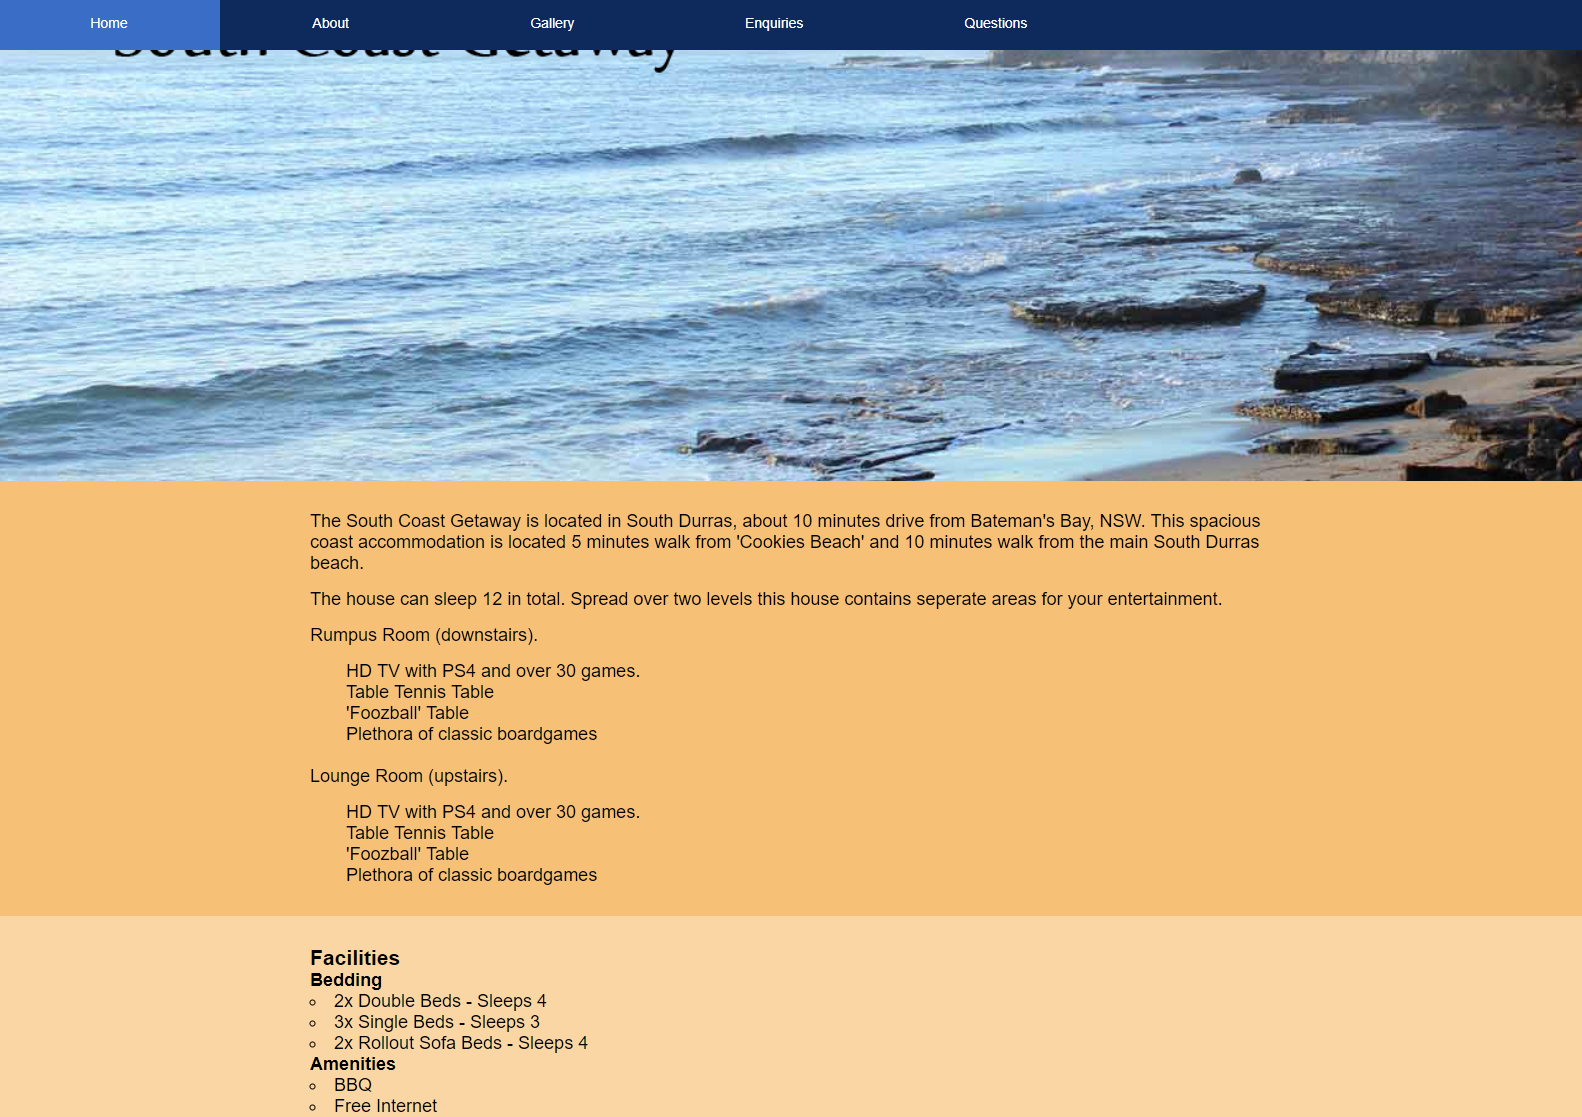 Home About Gallery Enquiries Questions
South Coast Getaway
The South Coast Getaway is located in South Durras, about 10 minutes drive from Bateman's Bay, NSW. This spacious
coast accommodation is located 5 minutes walk from 'Cookies Beach' and 10 minutes walk from the main South Durras
beach.
The house can sleep 12 in total. Spread over two levels this house contains seperate areas for your entertainment.
Rumpus Room (downstairs).
HD TV with PS4 and over 30 games.
Table Tennis Table
'Foozball' Table
Plethora of classic boardgames
Lounge Room (upstairs).
HD TV with PS4 and over 30 games.
Table Tennis Table
'Foozball' Table
Plethora of classic boardgames
Facilities
Bedding
2x Double Beds - Sleeps 4
3x Single Beds - Sleeps 3
2x Rollout Sofa Beds - Sleeps 4
Amenities
BBQ
Free Internet